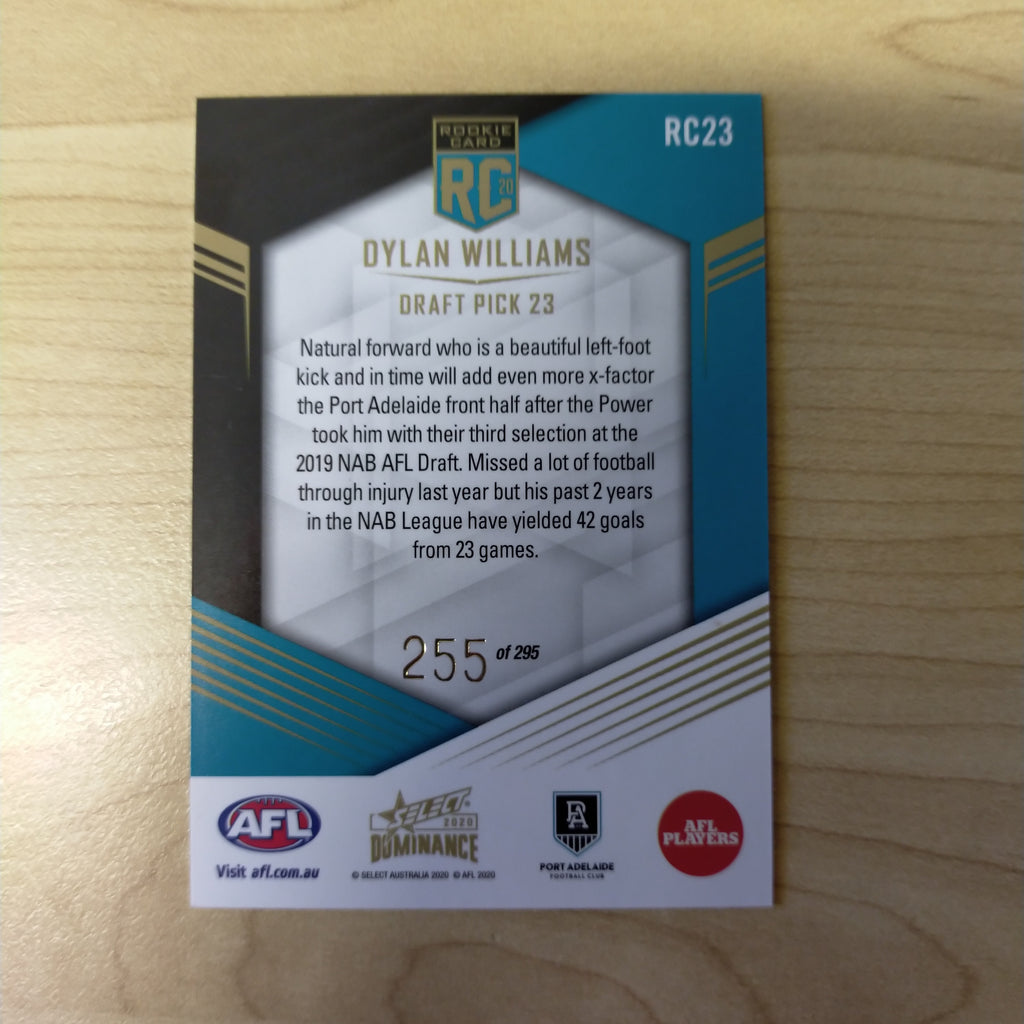 RC23
ROOKIE
CARD
RC
20
DYLAN WILLIAMS
DRAFT PICK 23
Natural forward who is a beautiful left-foot
kick and in time will add even more x-factor
the Port Adelaide front half after the Power
took him with their third selection at the
2019 NAB AFL Draft. Missed a lot of football
through injury last year but his past 2 years
in the NAB League have yielded 42 goals
from 23 games.
255 of 295
AFL
Visit afl.com.au
SELECT
2020
DOMINANCE
© SELECT AUSTRALIA 2020 © AFL 2020
PA
PORT ADELAIDE
FOOTBALL CLUB
AFL
PLAYERS